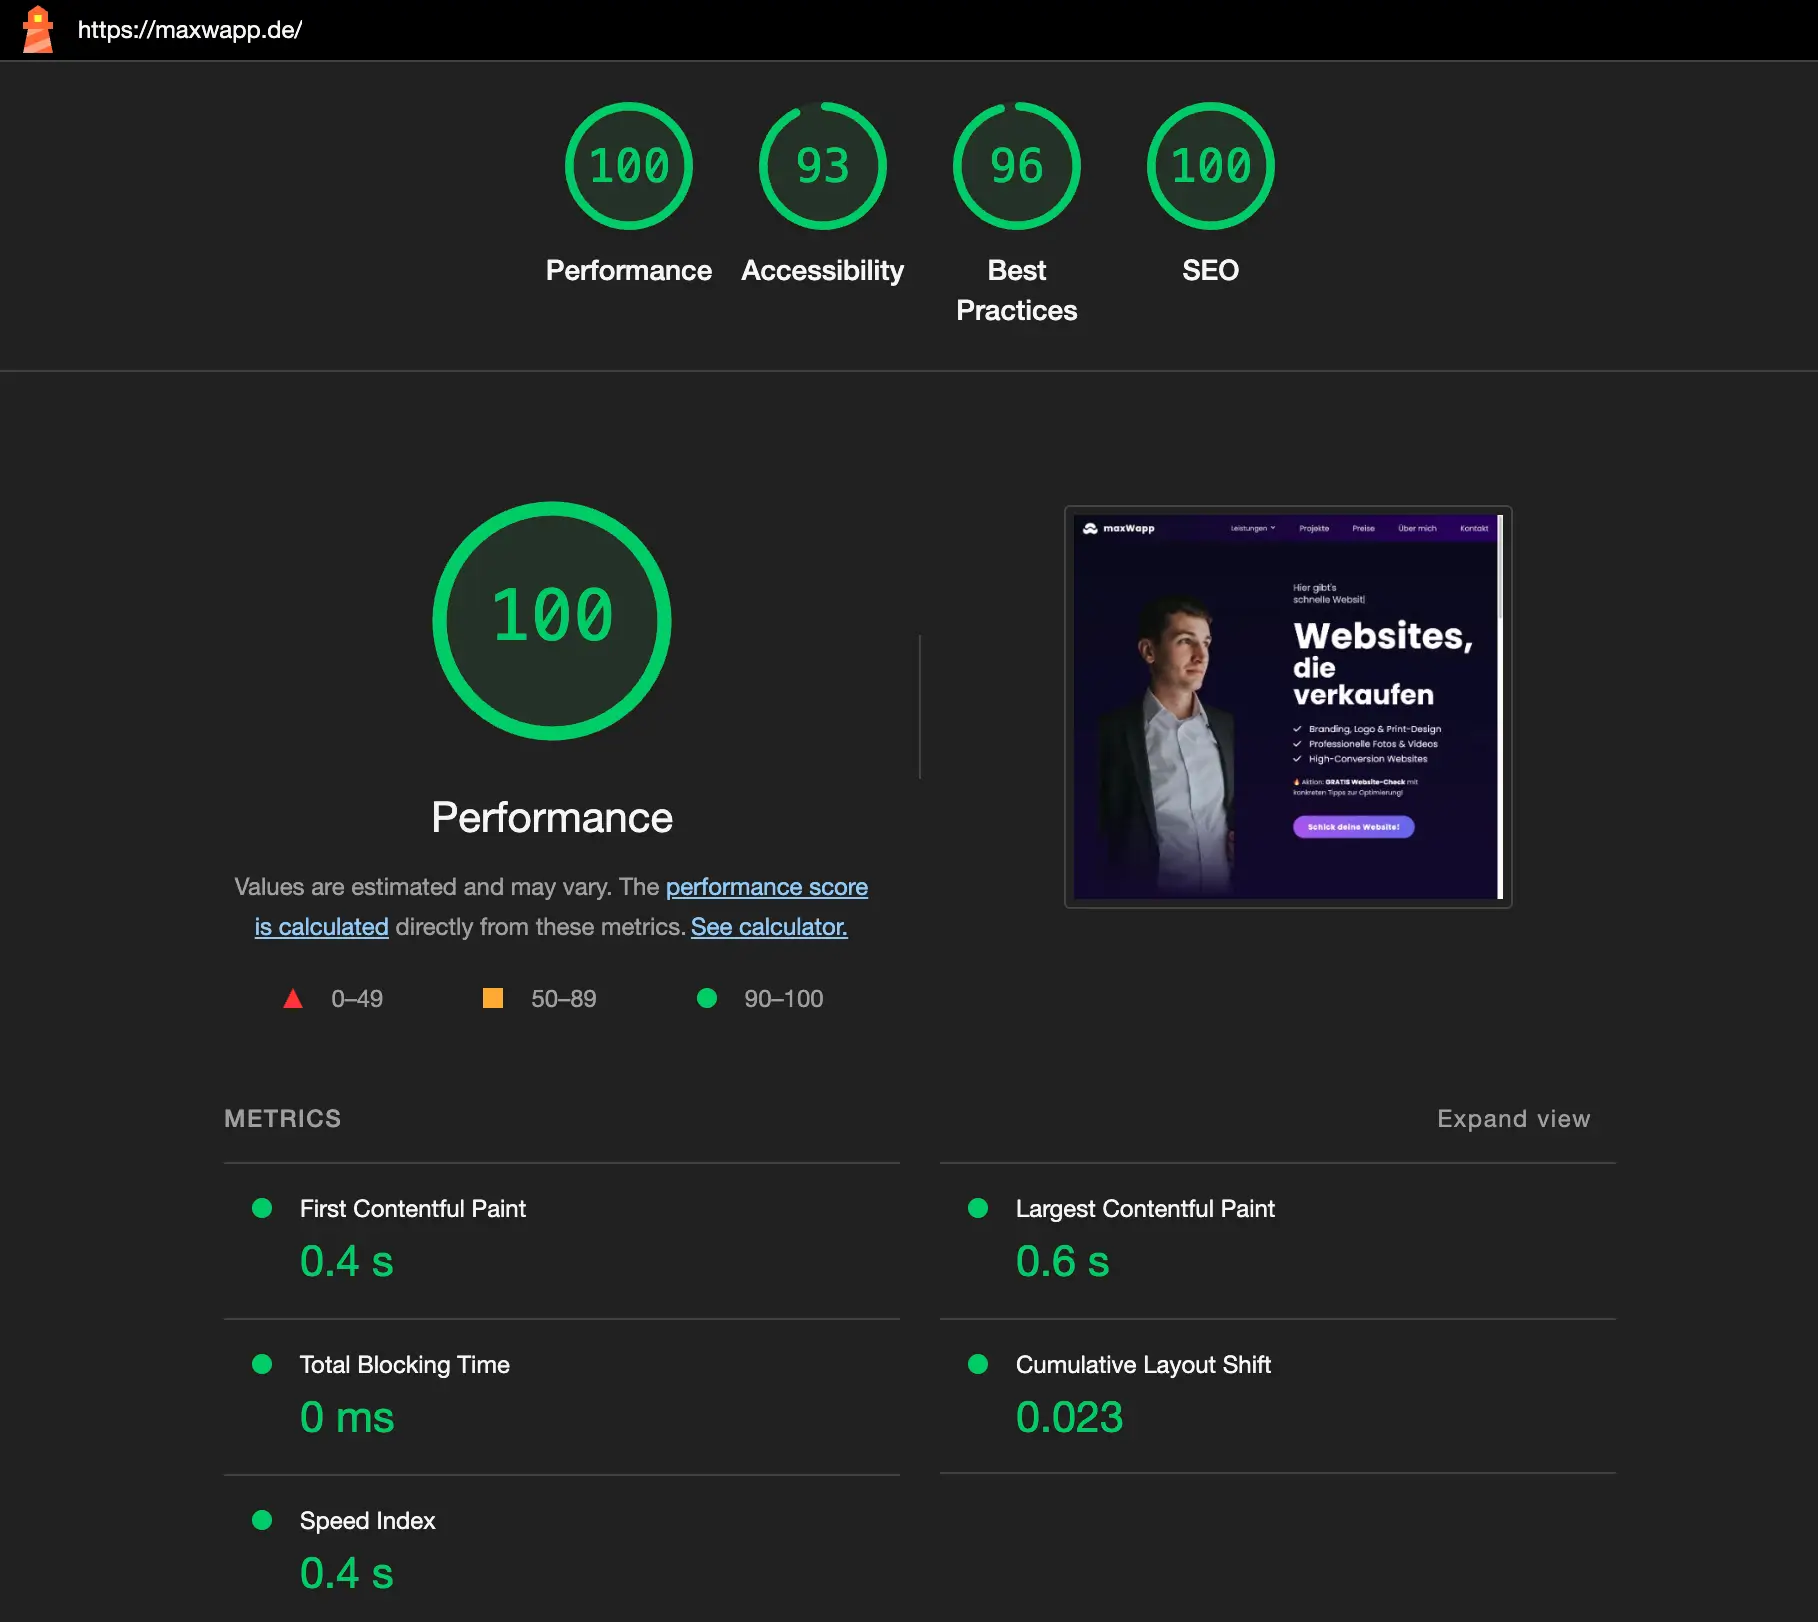 https://maxwapp.de/
100
93
96
100
Performance
Accessibility
Best
Practices
SEO
100
Performance
Values are estimated and may vary. The performance score
is calculated directly from these metrics. See calculator.
0–49
50–89
90–100
maxWapp
Leistungen
Projekte
Preise
Über mich
Kontakt
Hier gibt's
schnelle Websit|
Websites,
die
verkaufen
Branding, Logo & Print-Design
Professionelle Fotos & Videos
High-Conversion Websites
Aktion: GRATIS Website-Check mit
konkreten Tipps zur Optimierung!
Schick deine Website!
METRICS
Expand view
First Contentful Paint
0.4 s
Largest Contentful Paint
0.6 s
Total Blocking Time
0 ms
Cumulative Layout Shift
0.023
Speed Index
0.4 s